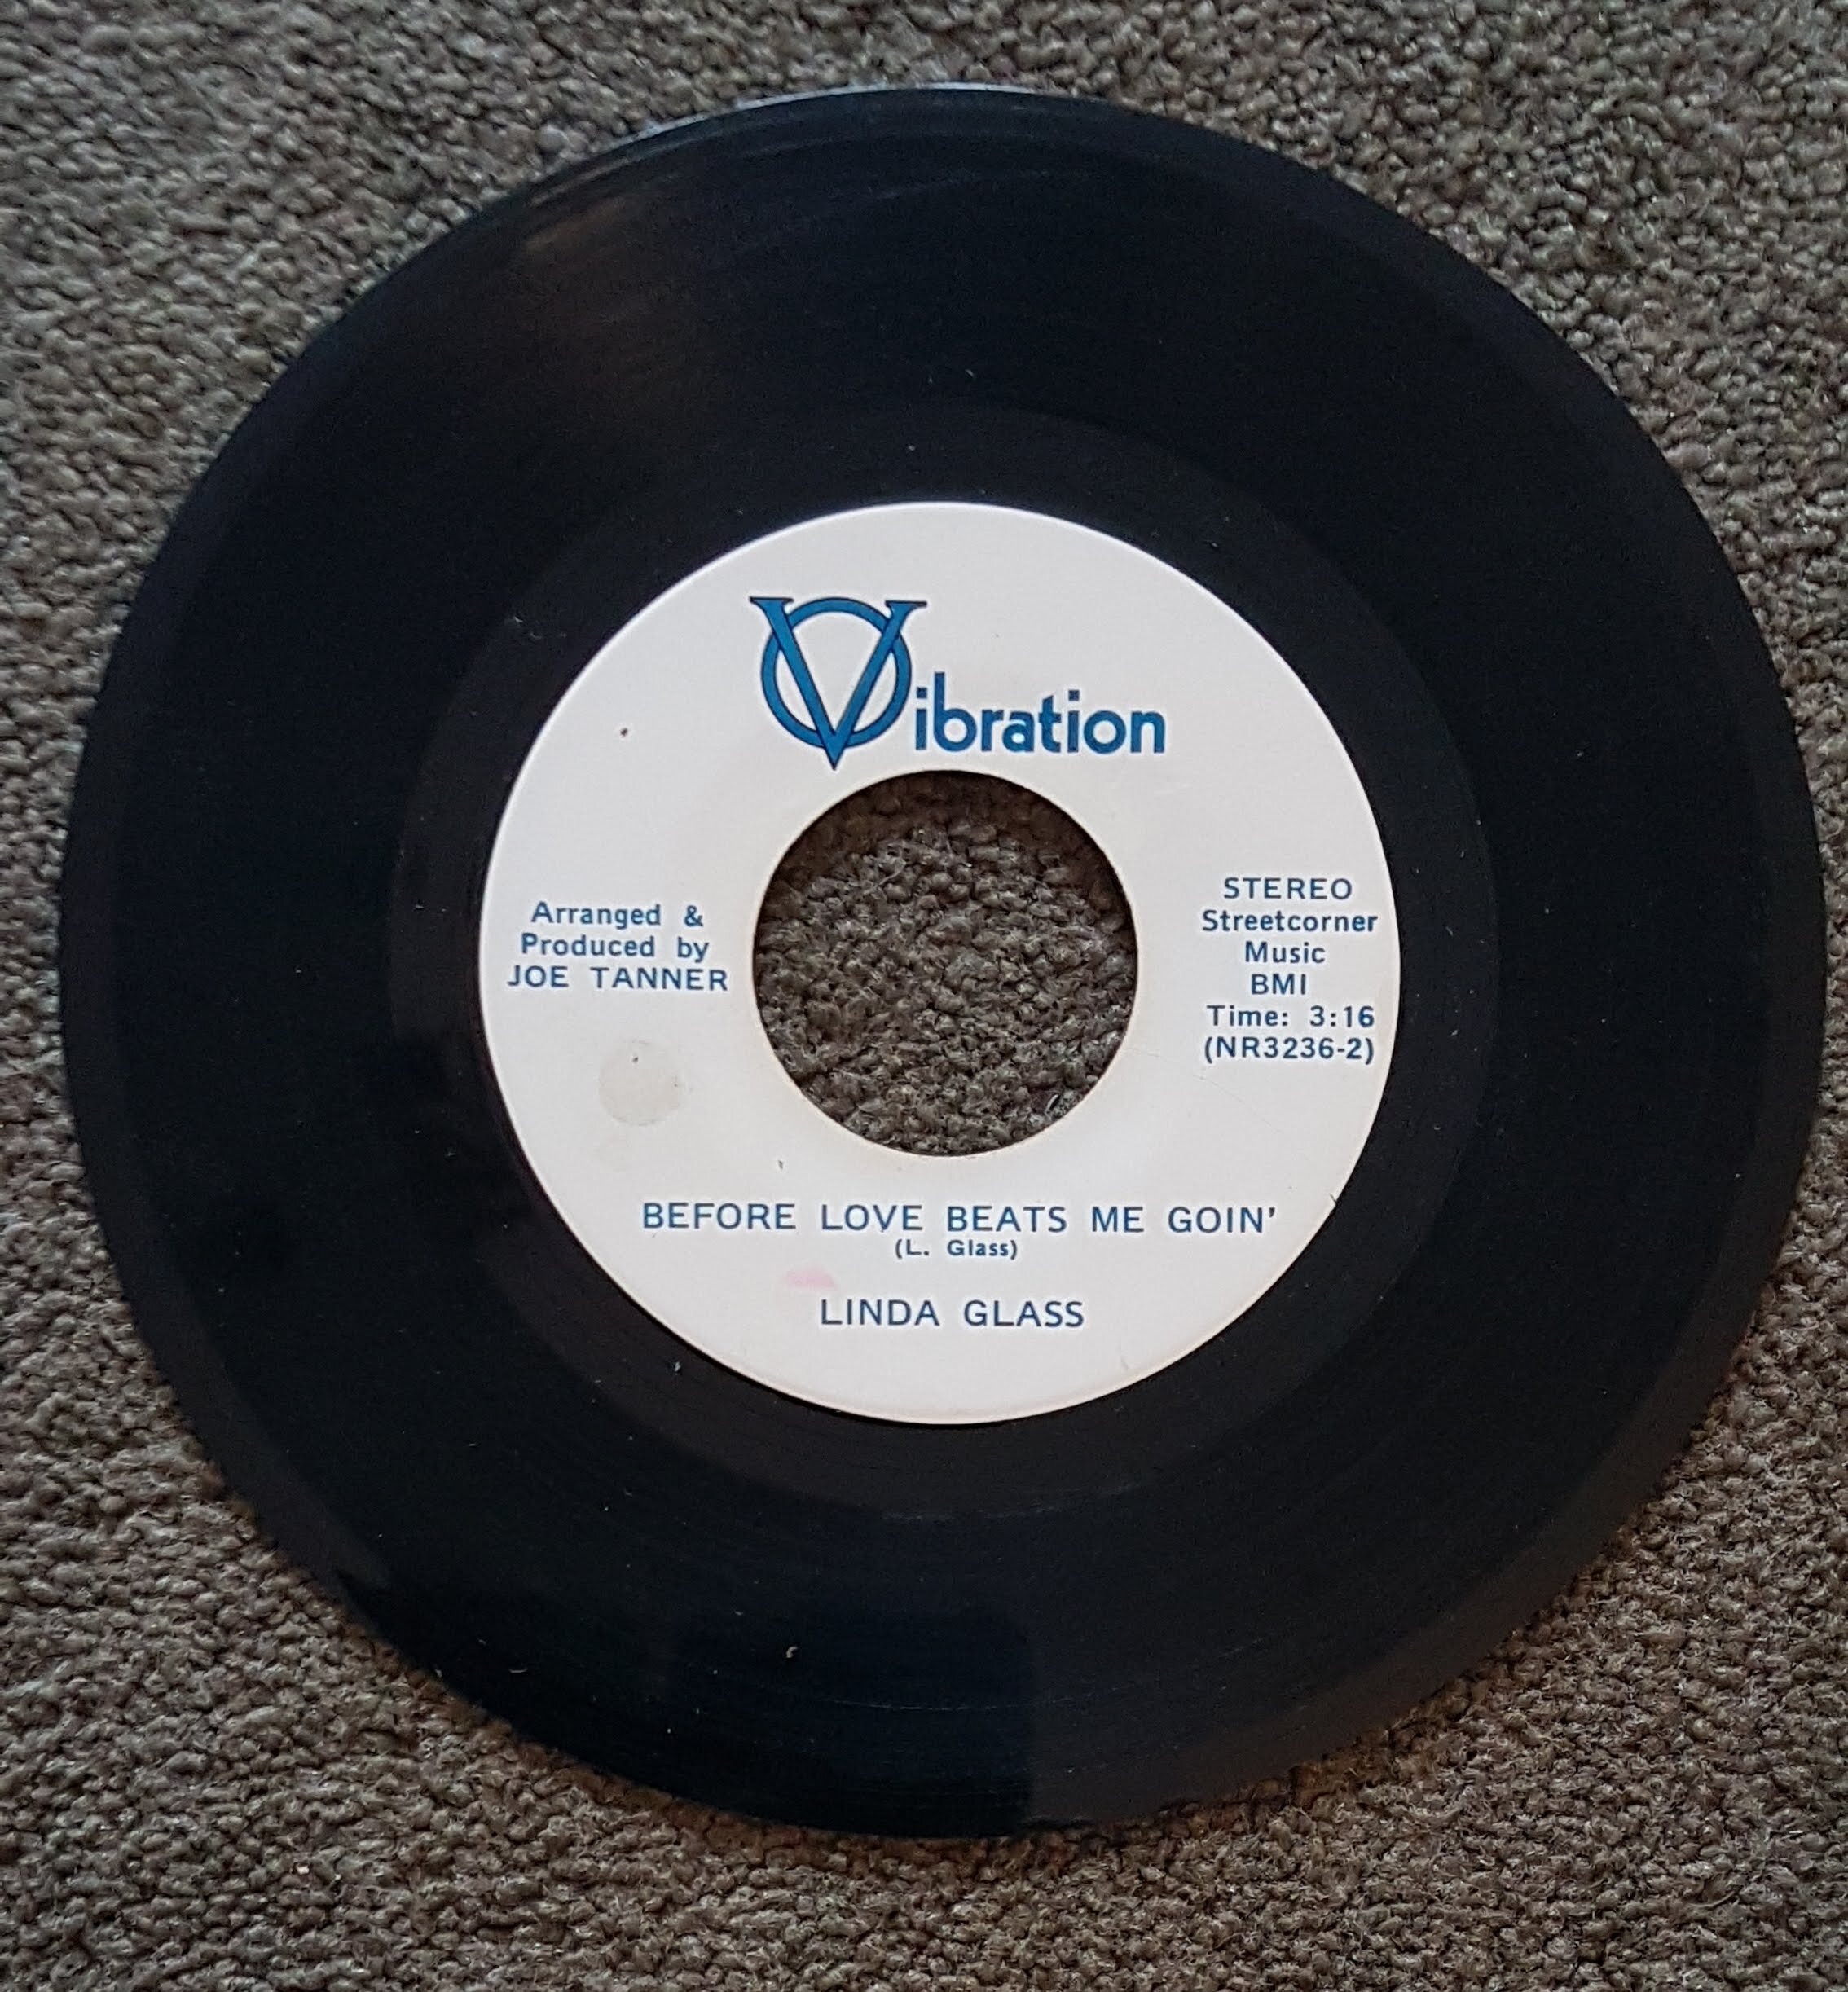 Vibration
Arranged &
Produced by
JOE TANNER
STEREO
Streetcorner
Music
BMI
Time: 3:16
(NR3236-2)
BEFORE LOVE BEATS ME GOIN'
(L. Glass)
LINDA GLASS